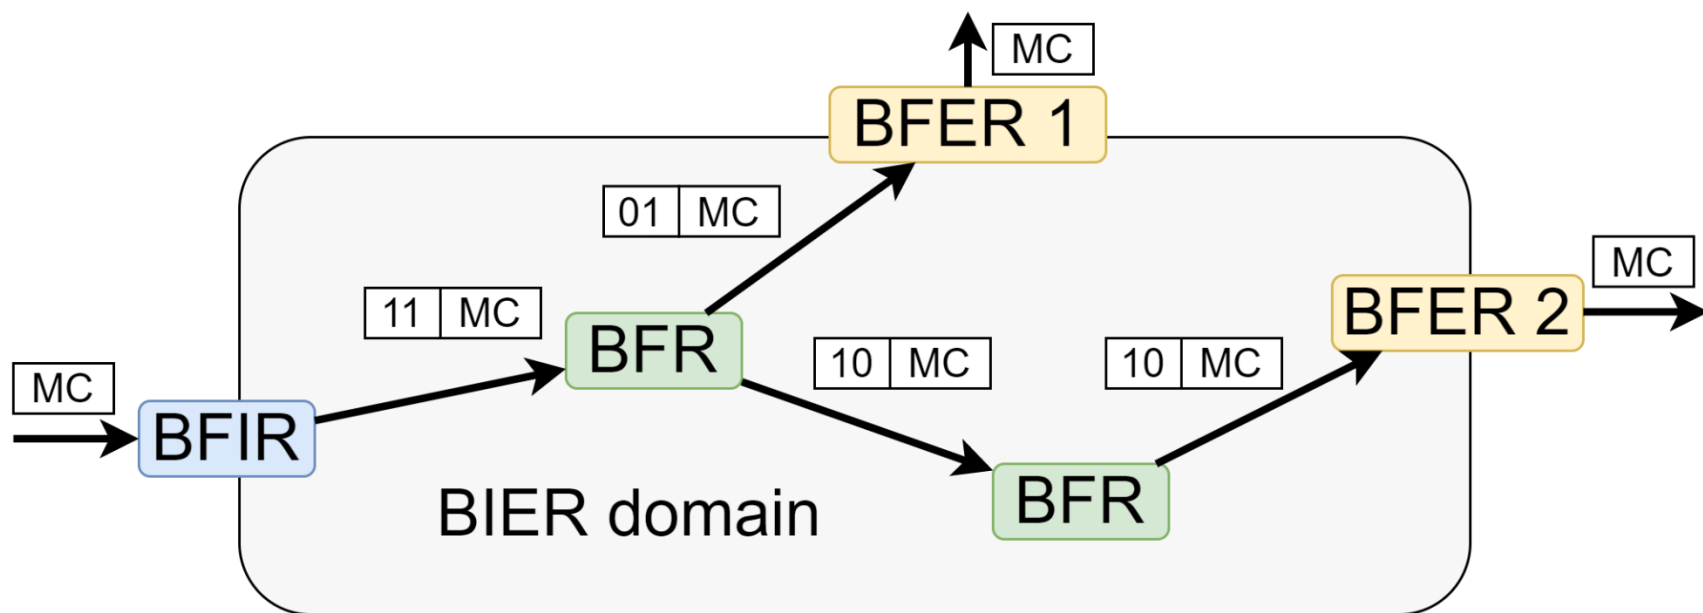 MC
BFER 1
01 MC
11 MC
MC
BFR
BFER 2
10 MC
10 MC
MC
BFIR
BFR
BIER domain